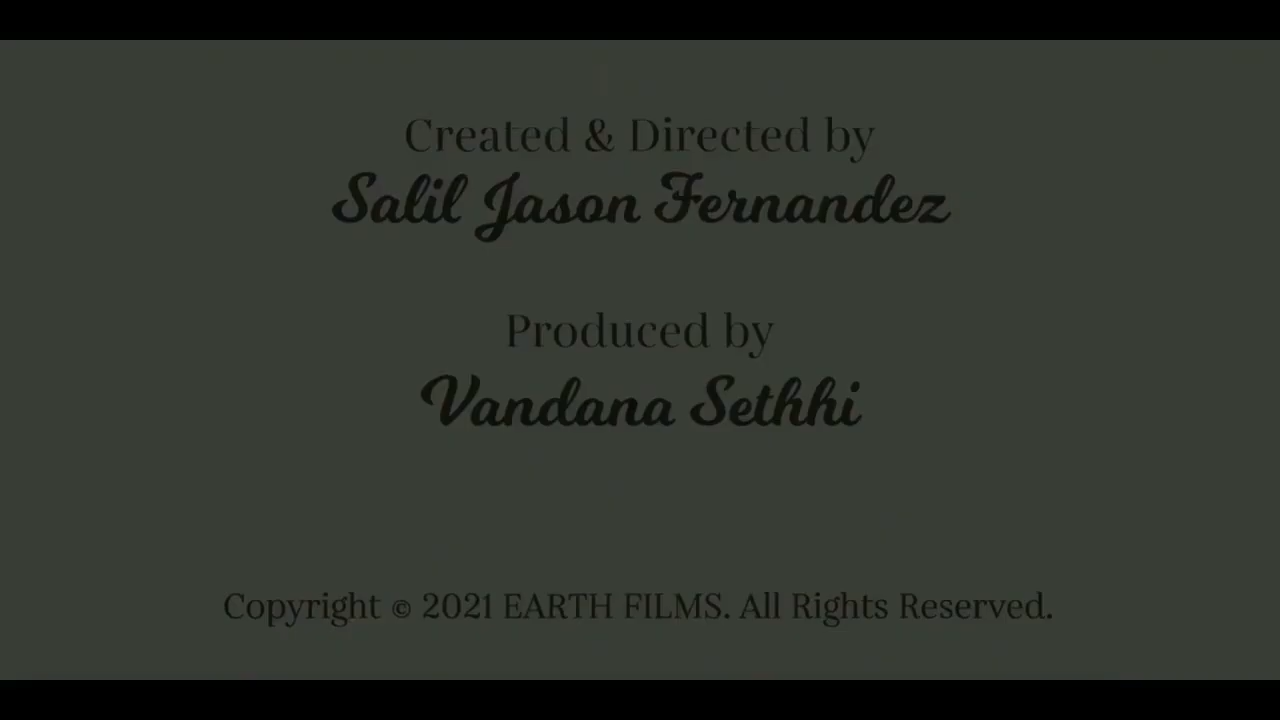 Created & Directed by
Salil Jason Fernandez
Produced by
Vandana Sethhi
Copyright © 2021 EARTH FILMS. All Rights Reserved.